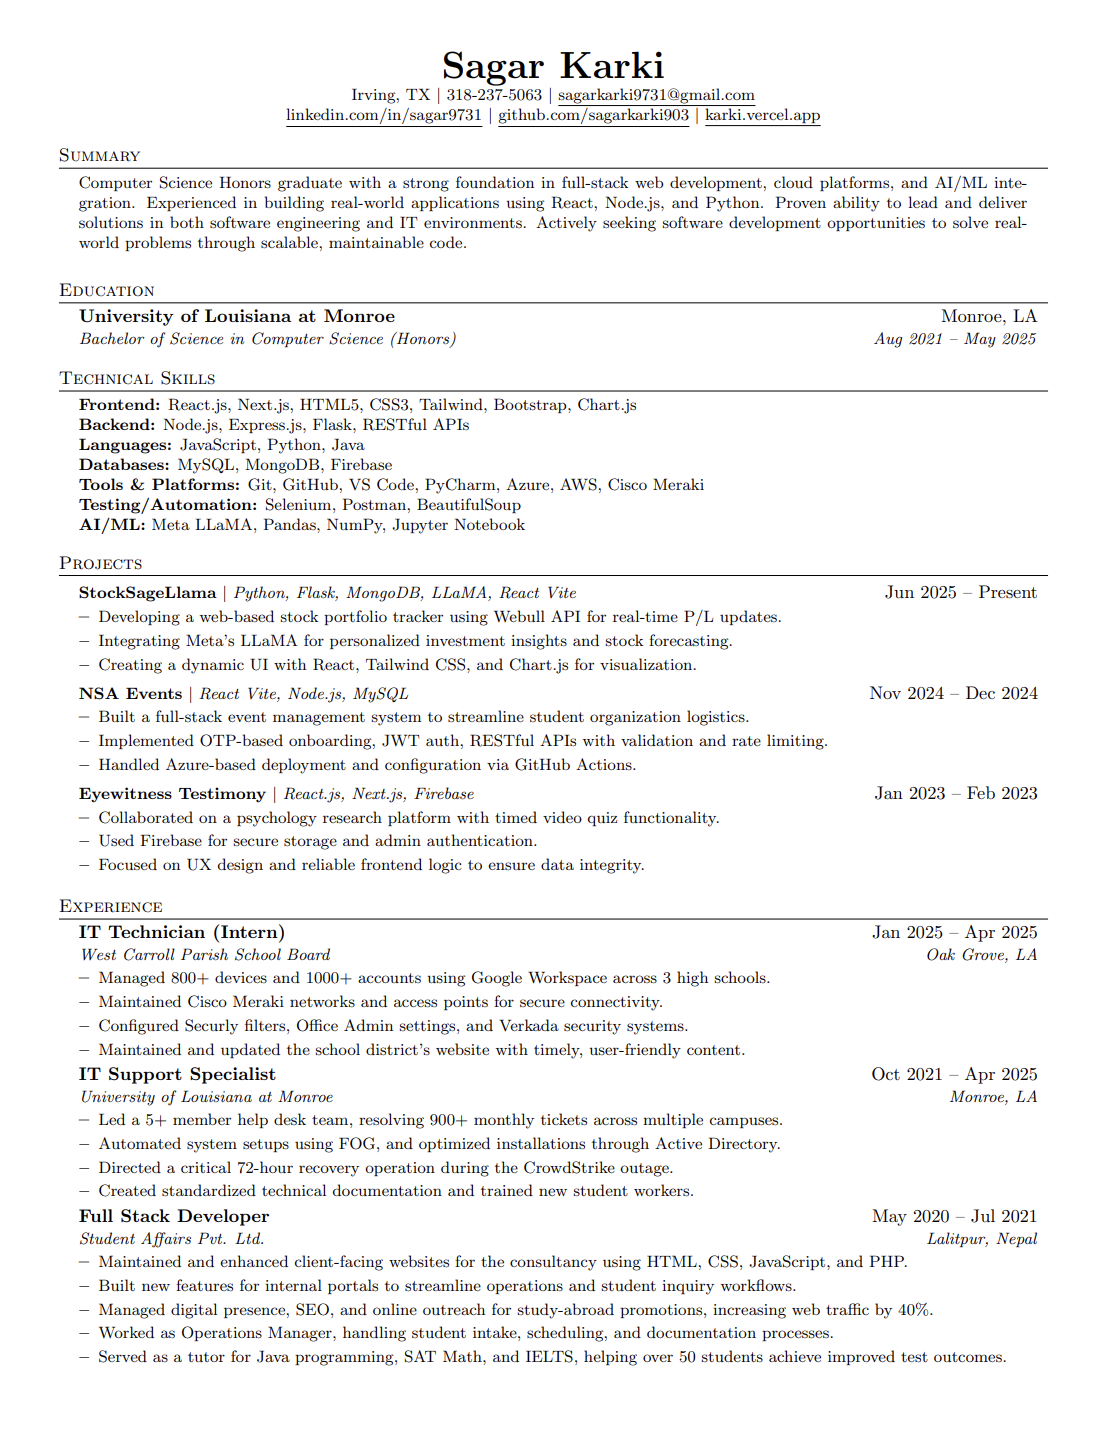 Sagar Karki
Irving, TX | 318-237-5063 | sagarkarki9731@gmail.com
linkedin.com/in/sagar9731 | github.com/sagarkarki903 | karki.vercel.app
Summary
Computer Science Honors graduate with a strong foundation in full-stack web development, cloud platforms, and AI/ML inte-
gration. Experienced in building real-world applications using React, Node.js, and Python. Proven ability to lead and deliver
solutions in both software engineering and IT environments. Actively seeking software development opportunities to solve real-
world problems through scalable, maintainable code.
Education
University of Louisiana at Monroe Monroe, LA
Bachelor of Science in Computer Science (Honors) Aug 2021 – May 2025
Technical Skills
Frontend: React.js, Next.js, HTML5, CSS3, Tailwind, Bootstrap, Chart.js
Backend: Node.js, Express.js, Flask, RESTful APIs
Languages: JavaScript, Python, Java
Databases: MySQL, MongoDB, Firebase
Tools & Platforms: Git, GitHub, VS Code, PyCharm, Azure, AWS, Cisco Meraki
Testing/Automation: Selenium, Postman, BeautifulSoup
AI/ML: Meta LLaMA, Pandas, NumPy, Jupyter Notebook
Projects
StockSageLlama | Python, Flask, MongoDB, LLaMA, React Vite Jun 2025 – Present
– Developing a web-based stock portfolio tracker using Webull API for real-time P/L updates.
– Integrating Meta's LLaMA for personalized investment insights and stock forecasting.
– Creating a dynamic UI with React, Tailwind CSS, and Chart.js for visualization.
NSA Events | React Vite, Node.js, MySQL Nov 2024 – Dec 2024
– Built a full-stack event management system to streamline student organization logistics.
– Implemented OTP-based onboarding, JWT auth, RESTful APIs with validation and rate limiting.
– Handled Azure-based deployment and configuration via GitHub Actions.
Eyewitness Testimony | React.js, Next.js, Firebase Jan 2023 – Feb 2023
– Collaborated on a psychology research platform with timed video quiz functionality.
– Used Firebase for secure storage and admin authentication.
– Focused on UX design and reliable frontend logic to ensure data integrity.
Experience
IT Technician (Intern) Jan 2025 – Apr 2025
West Carroll Parish School Board Oak Grove, LA
– Managed 800+ devices and 1000+ accounts using Google Workspace across 3 high schools.
– Maintained Cisco Meraki networks and access points for secure connectivity.
– Configured Securly filters, Office Admin settings, and Verkada security systems.
– Maintained and updated the school district's website with timely, user-friendly content.
IT Support Specialist Oct 2021 – Apr 2025
University of Louisiana at Monroe Monroe, LA
– Led a 5+ member help desk team, resolving 900+ monthly tickets across multiple campuses.
– Automated system setups using FOG, and optimized installations through Active Directory.
– Directed a critical 72-hour recovery operation during the CrowdStrike outage.
– Created standardized technical documentation and trained new student workers.
Full Stack Developer May 2020 – Jul 2021
Student Affairs Pvt. Ltd. Lalitpur, Nepal
– Maintained and enhanced client-facing websites for the consultancy using HTML, CSS, JavaScript, and PHP.
– Built new features for internal portals to streamline operations and student inquiry workflows.
– Managed digital presence, SEO, and online outreach for study-abroad promotions, increasing web traffic by 40%.
– Worked as Operations Manager, handling student intake, scheduling, and documentation processes.
– Served as a tutor for Java programming, SAT Math, and IELTS, helping over 50 students achieve improved test outcomes.